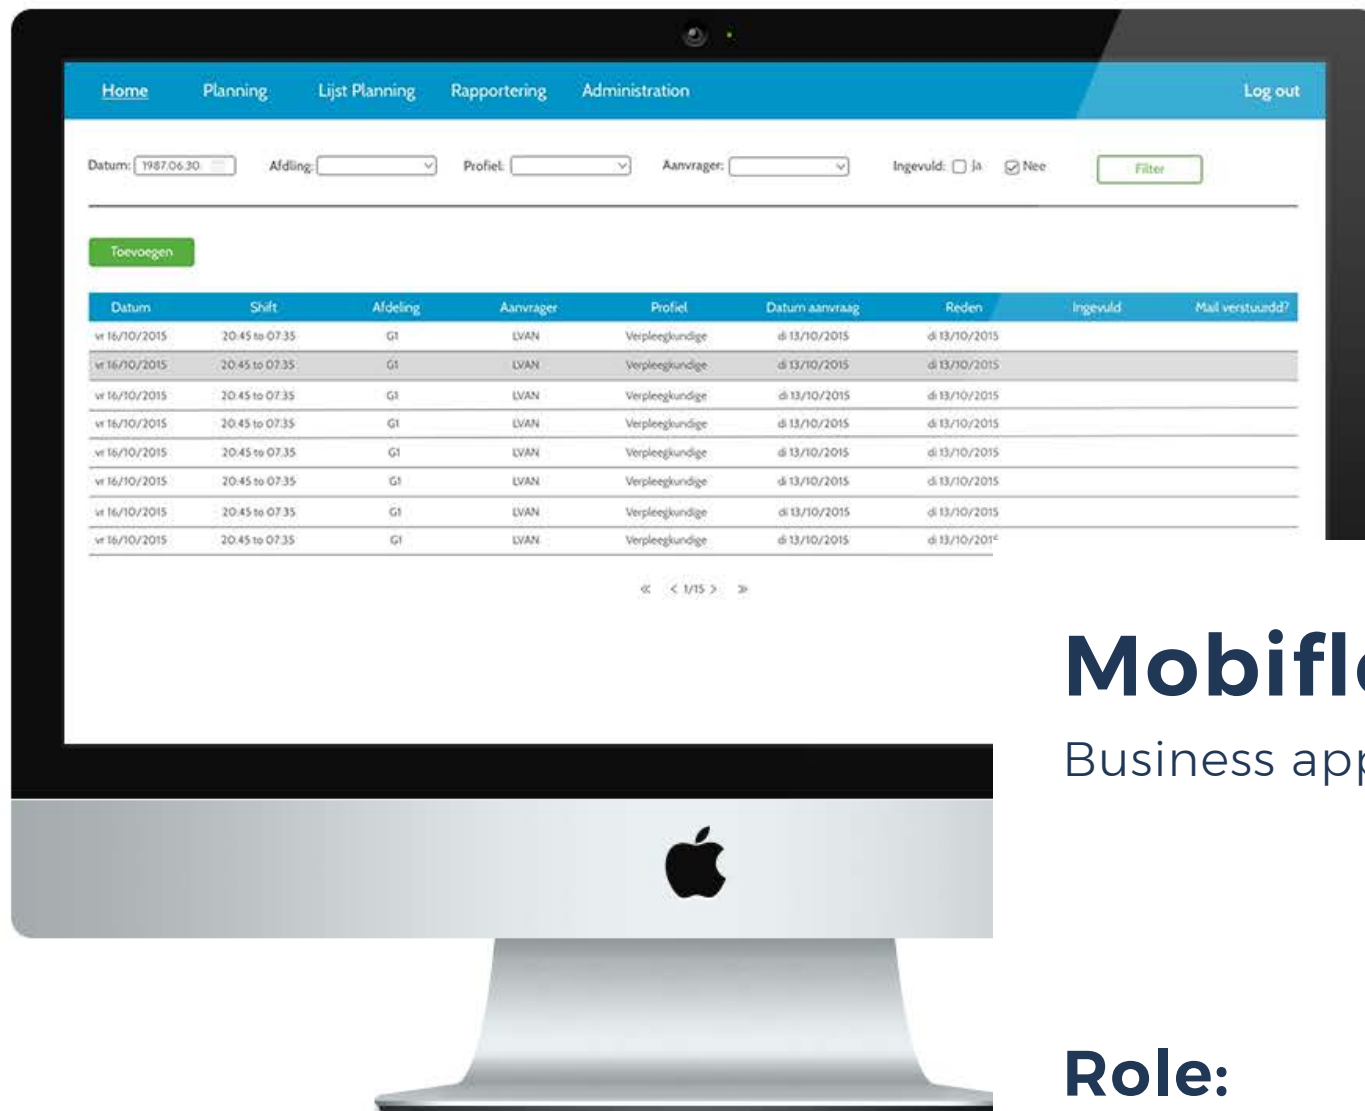 Home Planning Lijst Planning Rapportering Administration Log out
Datum: 1987.06.30 Afdling: Profiel: Aanvrager: Ingevuld: Ja Nee Filter
Toevoegen
Datum Shift Afdeling Aanvrager Profiel Datum aanvraag Reden Ingevuld Mail verstuurdd?
vr 16/10/2015 20:45 to 07:35 G1 LVAN Verpleegkundige di 13/10/2015 di 13/10/2015
vr 16/10/2015 20:45 to 07:35 G1 LVAN Verpleegkundige di 13/10/2015 di 13/10/2015
vr 16/10/2015 20:45 to 07:35 G1 LVAN Verpleegkundige di 13/10/2015 di 13/10/2015
vr 16/10/2015 20:45 to 07:35 G1 LVAN Verpleegkundige di 13/10/2015 di 13/10/2015
vr 16/10/2015 20:45 to 07:35 G1 LVAN Verpleegkundige di 13/10/2015 di 13/10/2015
vr 16/10/2015 20:45 to 07:35 G1 LVAN Verpleegkundige di 13/10/2015 di 13/10/2015
vr 16/10/2015 20:45 to 07:35 G1 LVAN Verpleegkundige di 13/10/2015 di 13/10/2015
vr 16/10/2015 20:45 to 07:35 G1 LVAN Verpleegkundige di 13/10/2015 di 13/10/201
« < 1/15 > »
Mobifl
Business app
Role: